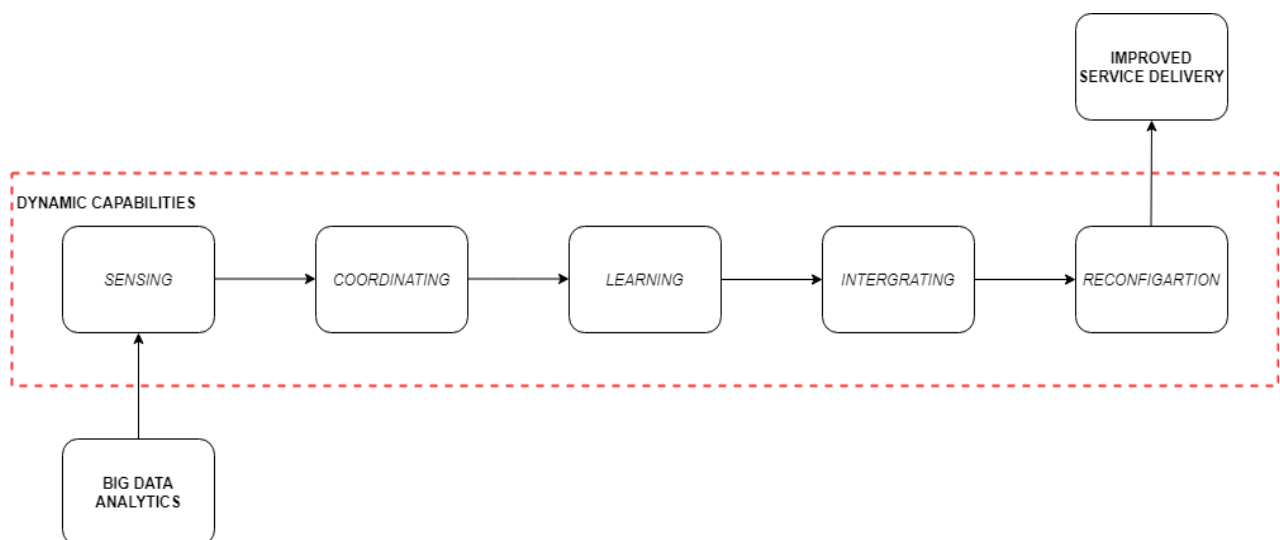 IMPROVED
SERVICE DELIVERY
DYNAMIC CAPABILITIES
SENSING
COORDINATING
LEARNING
INTERGRATING
RECONFIGARTION
BIG DATA
ANALYTICS